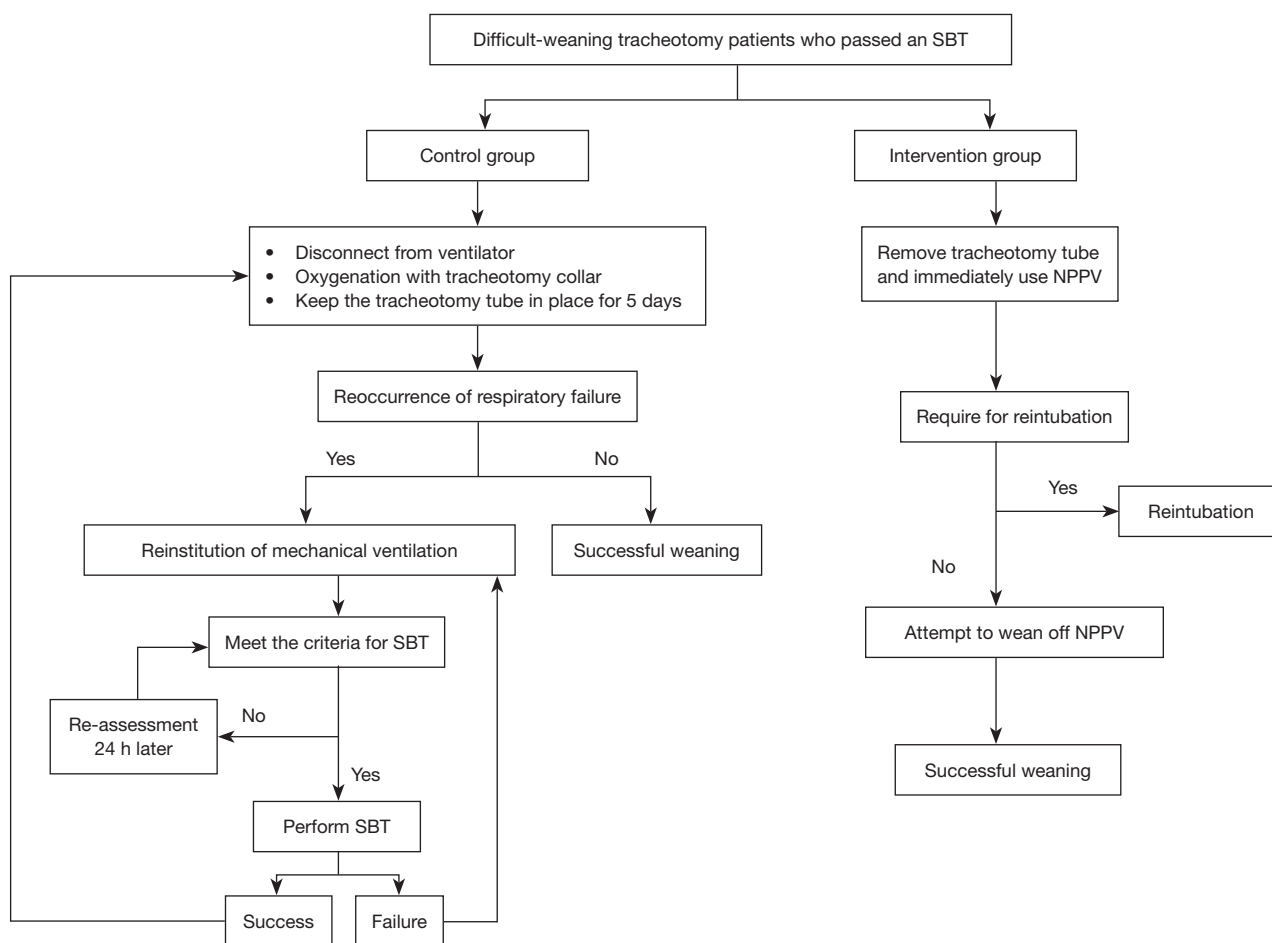 Difficult-weaning tracheotomy patients who passed an SBT
Control group
Intervention group
• Disconnect from ventilator
• Oxygenation with tracheotomy collar
• Keep the tracheotomy tube in place for 5 days
Remove tracheotomy tube
and immediately use NPPV
Reoccurrence of respiratory failure
Require for reintubation
Yes
No
Yes
Reintubation
Reinstitution of mechanical ventilation
Successful weaning
No
Meet the criteria for SBT
Attempt to wean off NPPV
Re-assessment
24 h later
No
Yes
Successful weaning
Perform SBT
Success
Failure